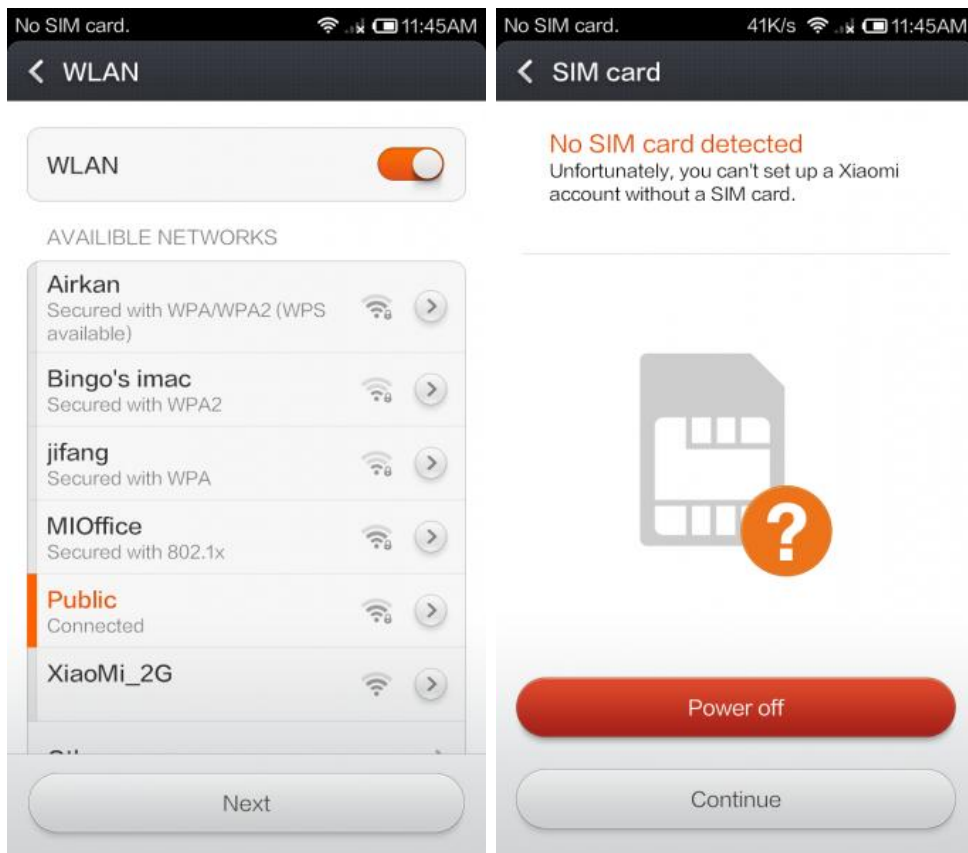 No SIM card.
11:45AM
WLAN
WLAN
AVAILIBLE NETWORKS
Airkan
Secured with WPA/WPA2 (WPS
available)
Bingo's imac
Secured with WPA2
jifang
Secured with WPA
MIOffice
Secured with 802.1x
Public
Connected
XiaoMi_2G
Next
No SIM card.
41K/s
11:45AM
SIM card
No SIM card detected
Unfortunately, you can't set up a Xiaomi
account without a SIM card.
?
Power off
Continue